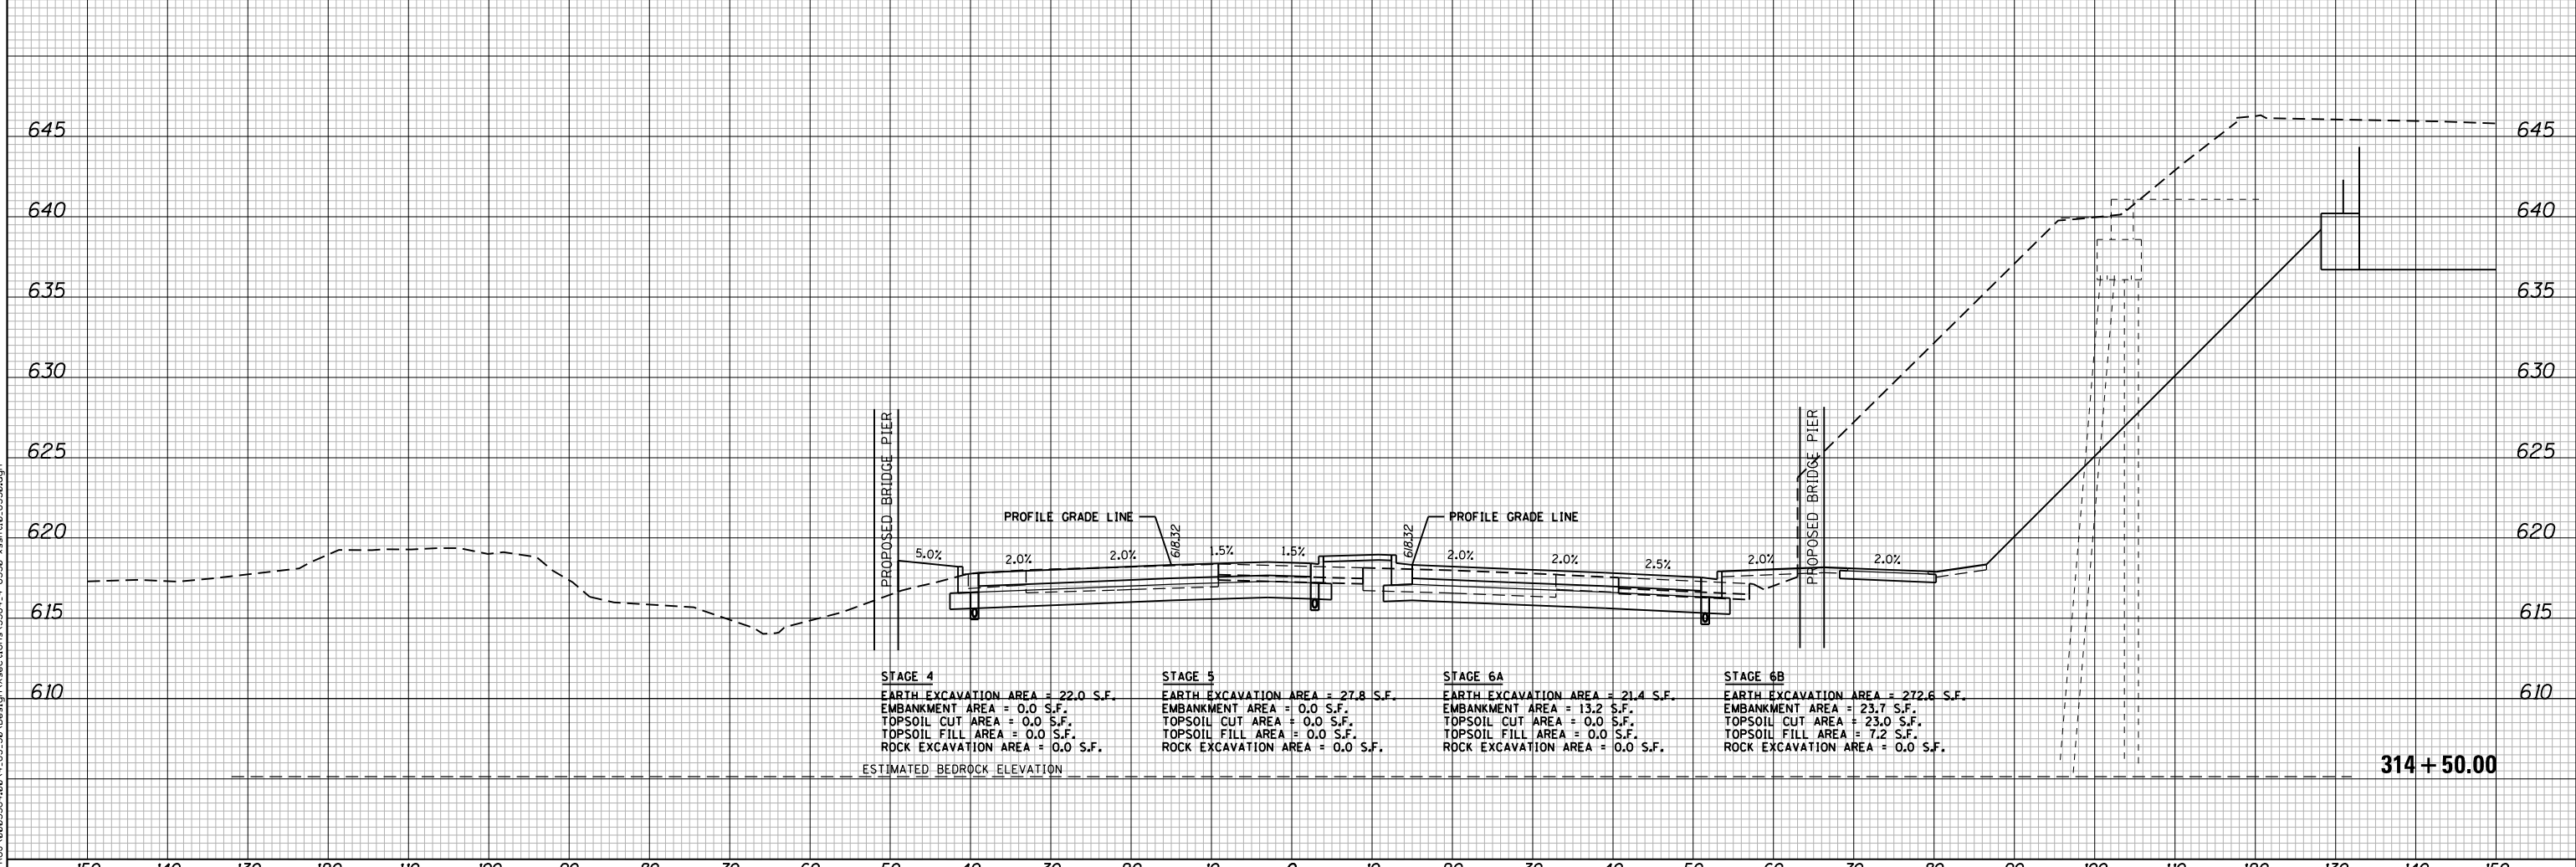 645 645
640 640
635 635
630 630
625 625
620 620
615 615
610 610
PROPOSED BRIDGE PIER
PROPOSED BRIDGE PIER
PROFILE GRADE LINE
PROFILE GRADE LINE
618.32
618.32
5.0% 2.0% 2.0% 1.5% 1.5% 2.0% 2.0% 2.5% 2.0% 2.0%
STAGE 4
EARTH EXCAVATION AREA = 22.0 S.F.
EMBANKMENT AREA = 0.0 S.F.
TOPSOIL CUT AREA = 0.0 S.F.
TOPSOIL FILL AREA = 0.0 S.F.
ROCK EXCAVATION AREA = 0.0 S.F.
STAGE 5
EARTH EXCAVATION AREA = 27.8 S.F.
EMBANKMENT AREA = 0.0 S.F.
TOPSOIL CUT AREA = 0.0 S.F.
TOPSOIL FILL AREA = 0.0 S.F.
ROCK EXCAVATION AREA = 0.0 S.F.
STAGE 6A
EARTH EXCAVATION AREA = 21.4 S.F.
EMBANKMENT AREA = 13.2 S.F.
TOPSOIL CUT AREA = 0.0 S.F.
TOPSOIL FILL AREA = 0.0 S.F.
ROCK EXCAVATION AREA = 0.0 S.F.
STAGE 6B
EARTH EXCAVATION AREA = 272.6 S.F.
EMBANKMENT AREA = 23.7 S.F.
TOPSOIL CUT AREA = 23.0 S.F.
TOPSOIL FILL AREA = 7.2 S.F.
ROCK EXCAVATION AREA = 0.0 S.F.
ESTIMATED BEDROCK ELEVATION
314+50.00